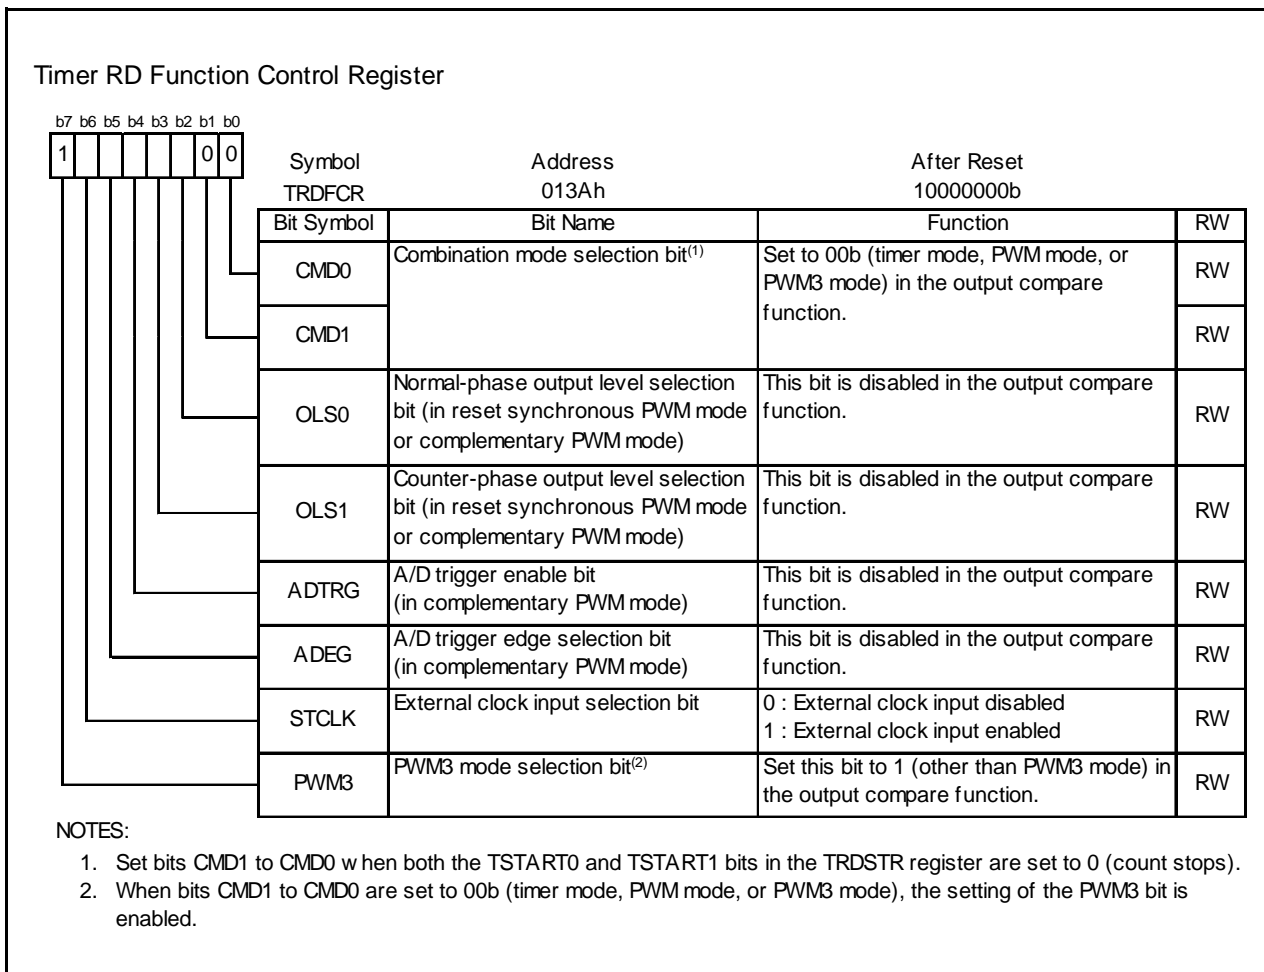 Timer RD Function Control Register
b7 b6 b5 b4 b3 b2 b1 b0
1 0 0
Symbol Address After Reset
TRDFCR 013Ah 10000000b
Bit Symbol Bit Name Function RW
CMD0 Combination mode selection bit(1) Set to 00b (timer mode, PWM mode, or
PWM3 mode) in the output compare
function. RW
CMD1 RW
OLS0 Normal-phase output level selection
bit (in reset synchronous PWM mode
or complementary PWM mode) This bit is disabled in the output compare
function. RW
OLS1 Counter-phase output level selection
bit (in reset synchronous PWM mode
or complementary PWM mode) This bit is disabled in the output compare
function. RW
ADTRG A/D trigger enable bit
(in complementary PWM mode) This bit is disabled in the output compare
function. RW
ADEG A/D trigger edge selection bit
(in complementary PWM mode) This bit is disabled in the output compare
function. RW
STCLK External clock input selection bit 0 : External clock input disabled
1 : External clock input enabled RW
PWM3 PWM3 mode selection bit(2) Set this bit to 1 (other than PWM3 mode) in
the output compare function. RW
NOTES:
1. Set bits CMD1 to CMD0 when both the TSTART0 and TSTART1 bits in the TRDSTR register are set to 0 (count stops).
2. When bits CMD1 to CMD0 are set to 00b (timer mode, PWM mode, or PWM3 mode), the setting of the PWM3 bit is
enabled.